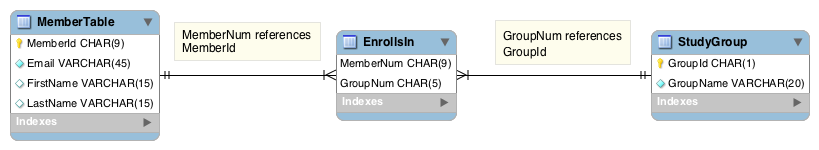 MemberTable
MemberId CHAR(9)
Email VARCHAR(45)
FirstName VARCHAR(15)
LastName VARCHAR(15)
Indexes
MemberNum references
MemberId
EnrollsIn
MemberNum CHAR(9)
GroupNum CHAR(5)
Indexes
GroupNum references
GroupId
StudyGroup
GroupId CHAR(1)
GroupName VARCHAR(20)
Indexes